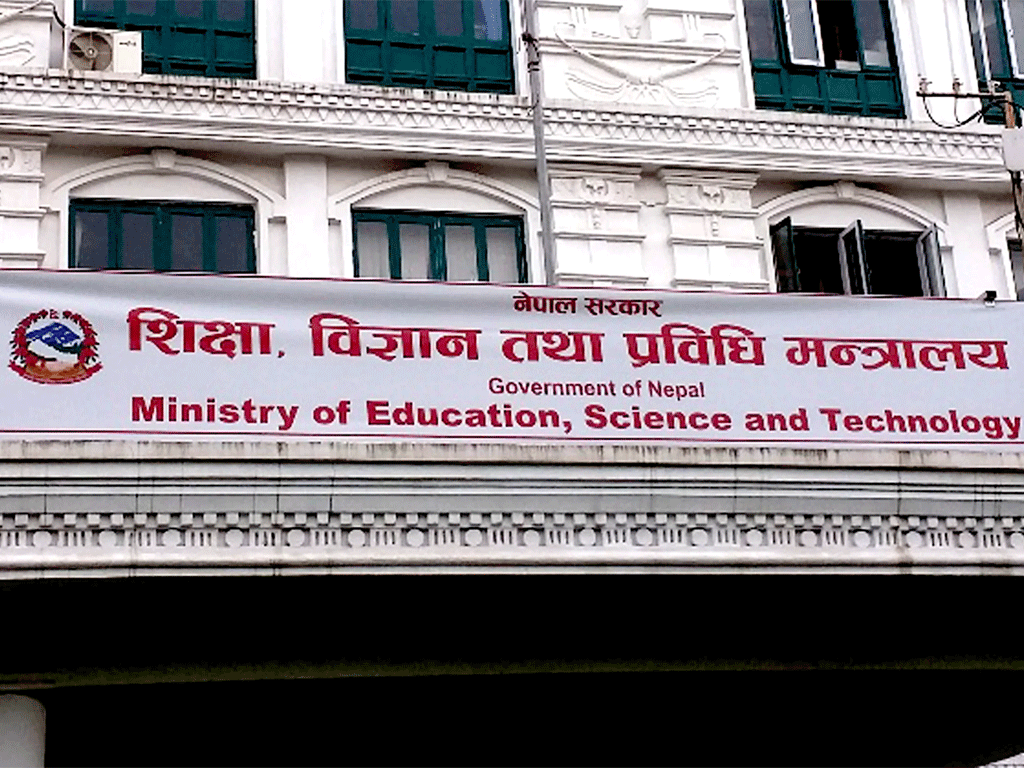 नेपाल सरकार
शिक्षा, विज्ञान तथा प्रविधि मन्त्रालय
Government of Nepal
Ministry of Education, Science and Technology